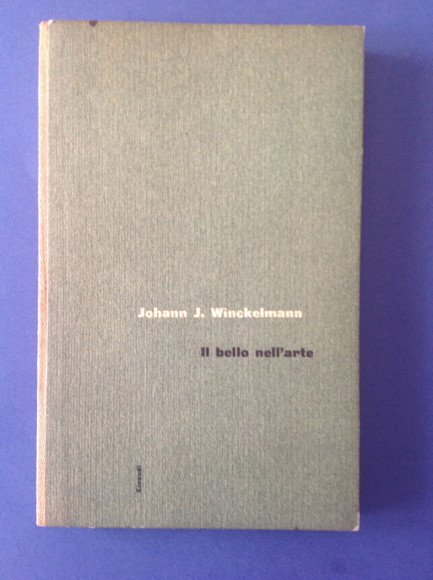 Johann J. Winckelmann
Il bello nell'arte
Einaudi